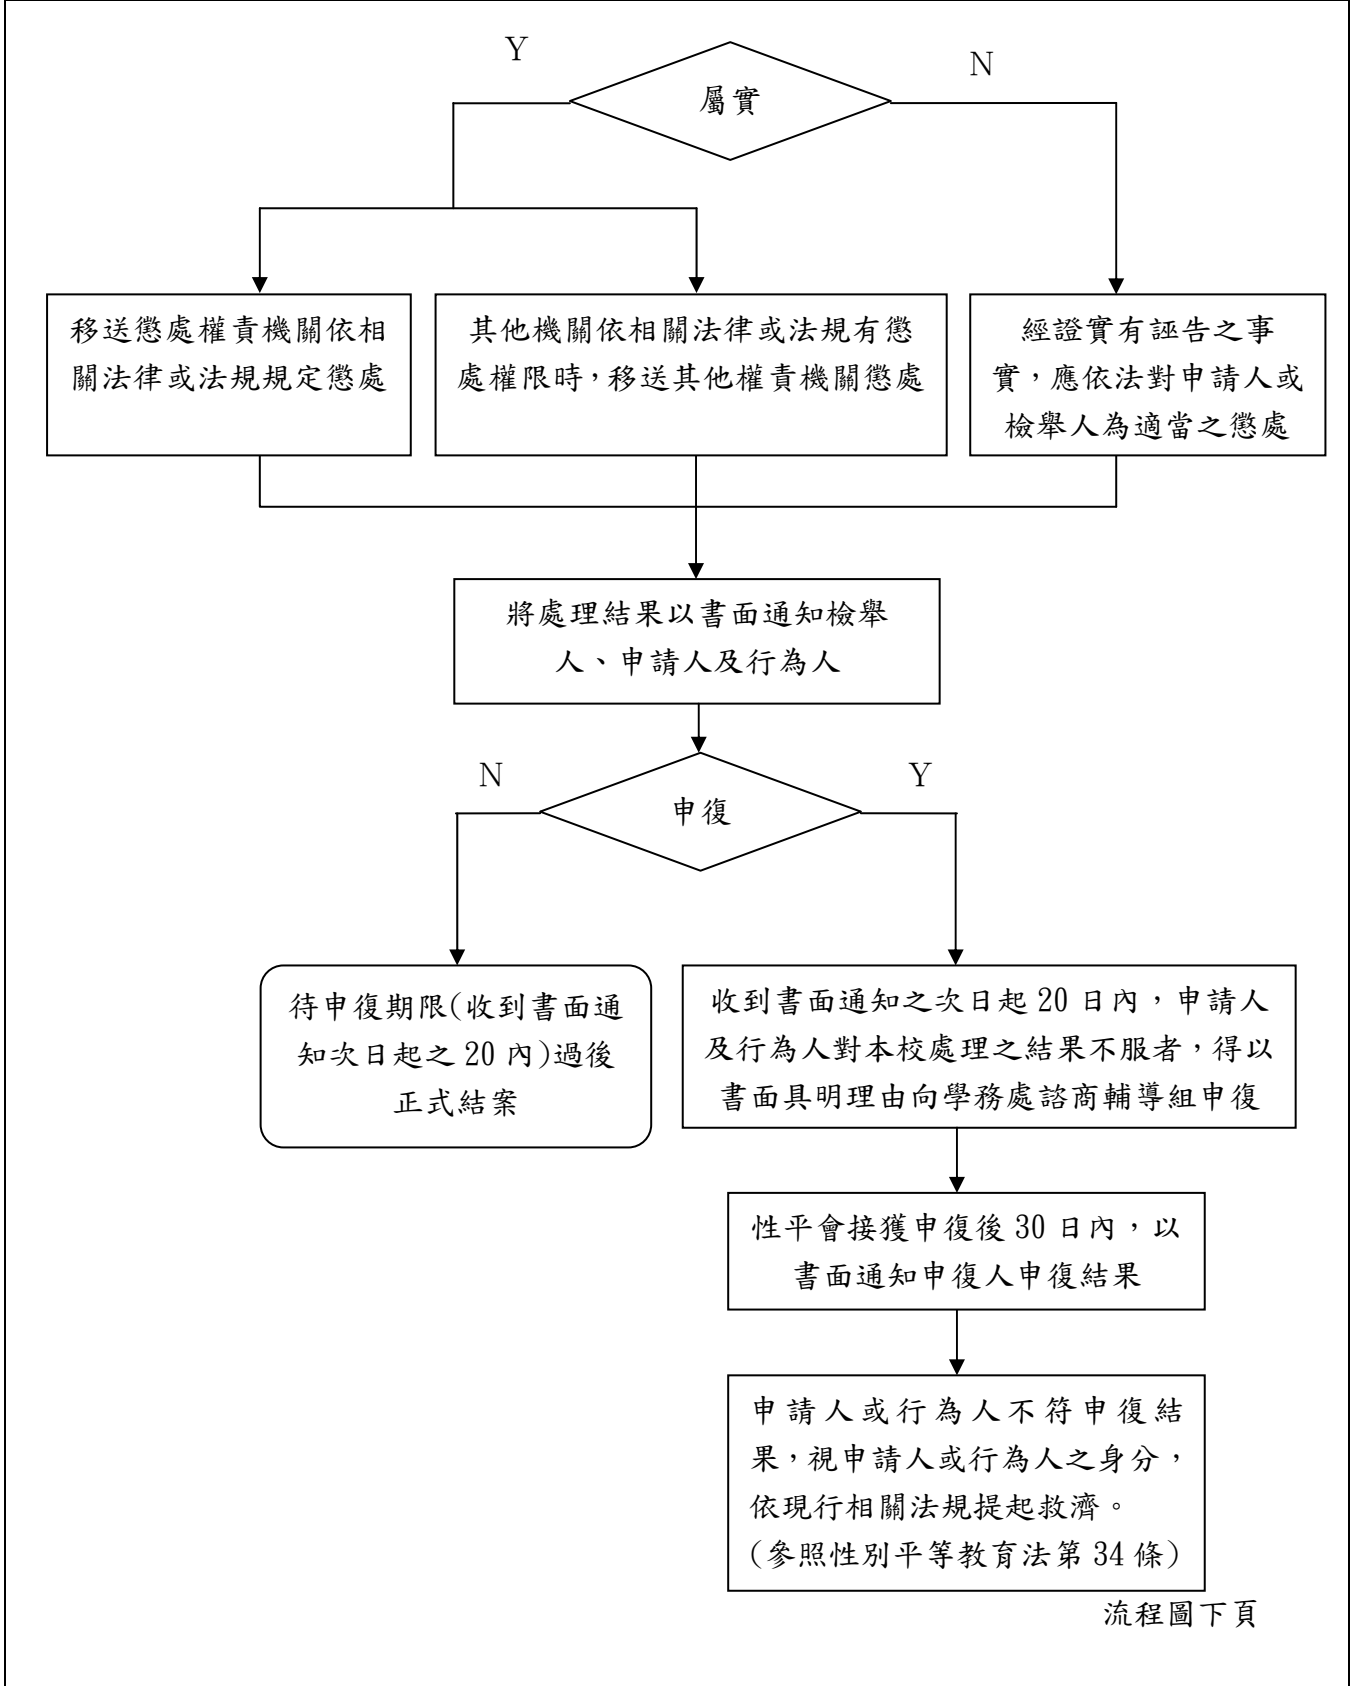 Y
N
屬實
移送懲處權責機關依相
關法律或法規規定懲處
其他機關依相關法律或法規有懲
處權限時，移送其他權責機關懲處
經證實有誣告之事
實，應依法對申請人或
檢舉人為適當之懲處
將處理結果以書面通知檢舉
人、申請人及行為人
N
Y
申復
待申復期限(收到書面通
知次日起之 20 內)過後
正式結案
收到書面通知之次日起 20 日內，申請人
及行為人對本校處理之結果不服者，得以
書面具明理由向學務處諮商輔導組申復
性平會接獲申復後 30 日內，以
書面通知申復人申復結果
申請人或行為人不符申復結
果，視申請人或行為人之身分，
依現行相關法規提起救濟。
(參照性別平等教育法第 34 條)
流程圖下頁